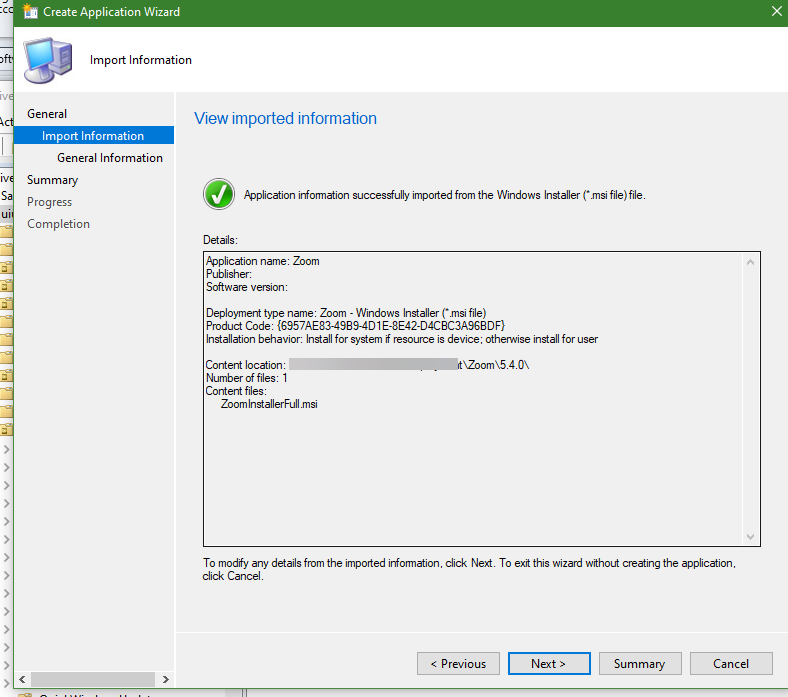 Create Application Wizard
Import Information
General
Import Information
General Information
Summary
Progress
Completion
View imported information
Application information successfully imported from the Windows Installer (*.msi file) file.
Details:
Application name: Zoom
Publisher:
Software version:
Deployment type name: Zoom - Windows Installer (*.msi file)
Product Code: {6957AE83-49B9-4D1E-8E42-D4CBC3A96BDF}
Installation behavior: Install for system if resource is device; otherwise install for user
Content location: t\Zoom\5.4.0\
Number of files: 1
Content files:
ZoomInstallerFull.msi
To modify any details from the imported information, click Next. To exit this wizard without creating the application,
click Cancel.
< Previous
Next >
Summary
Cancel